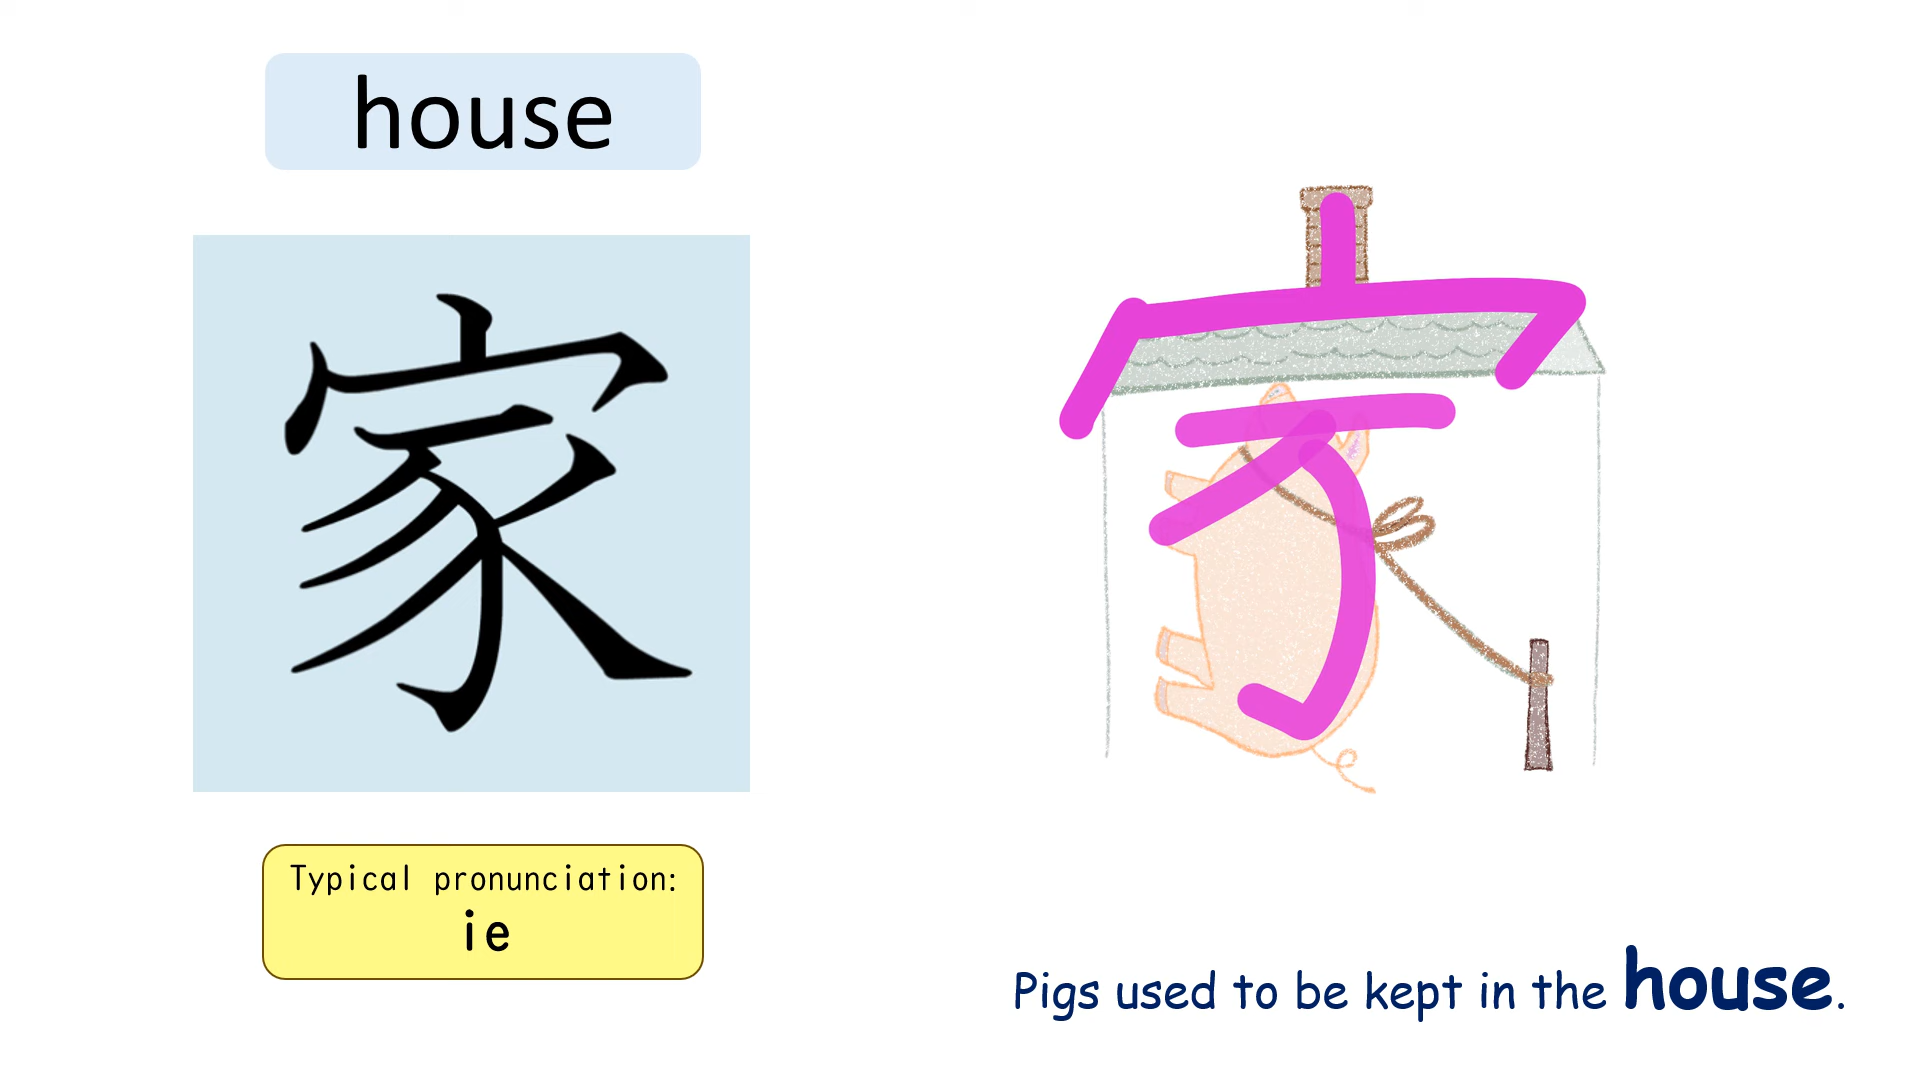 house
家
Typical pronunciation:
ie
Pigs used to be kept in the house.